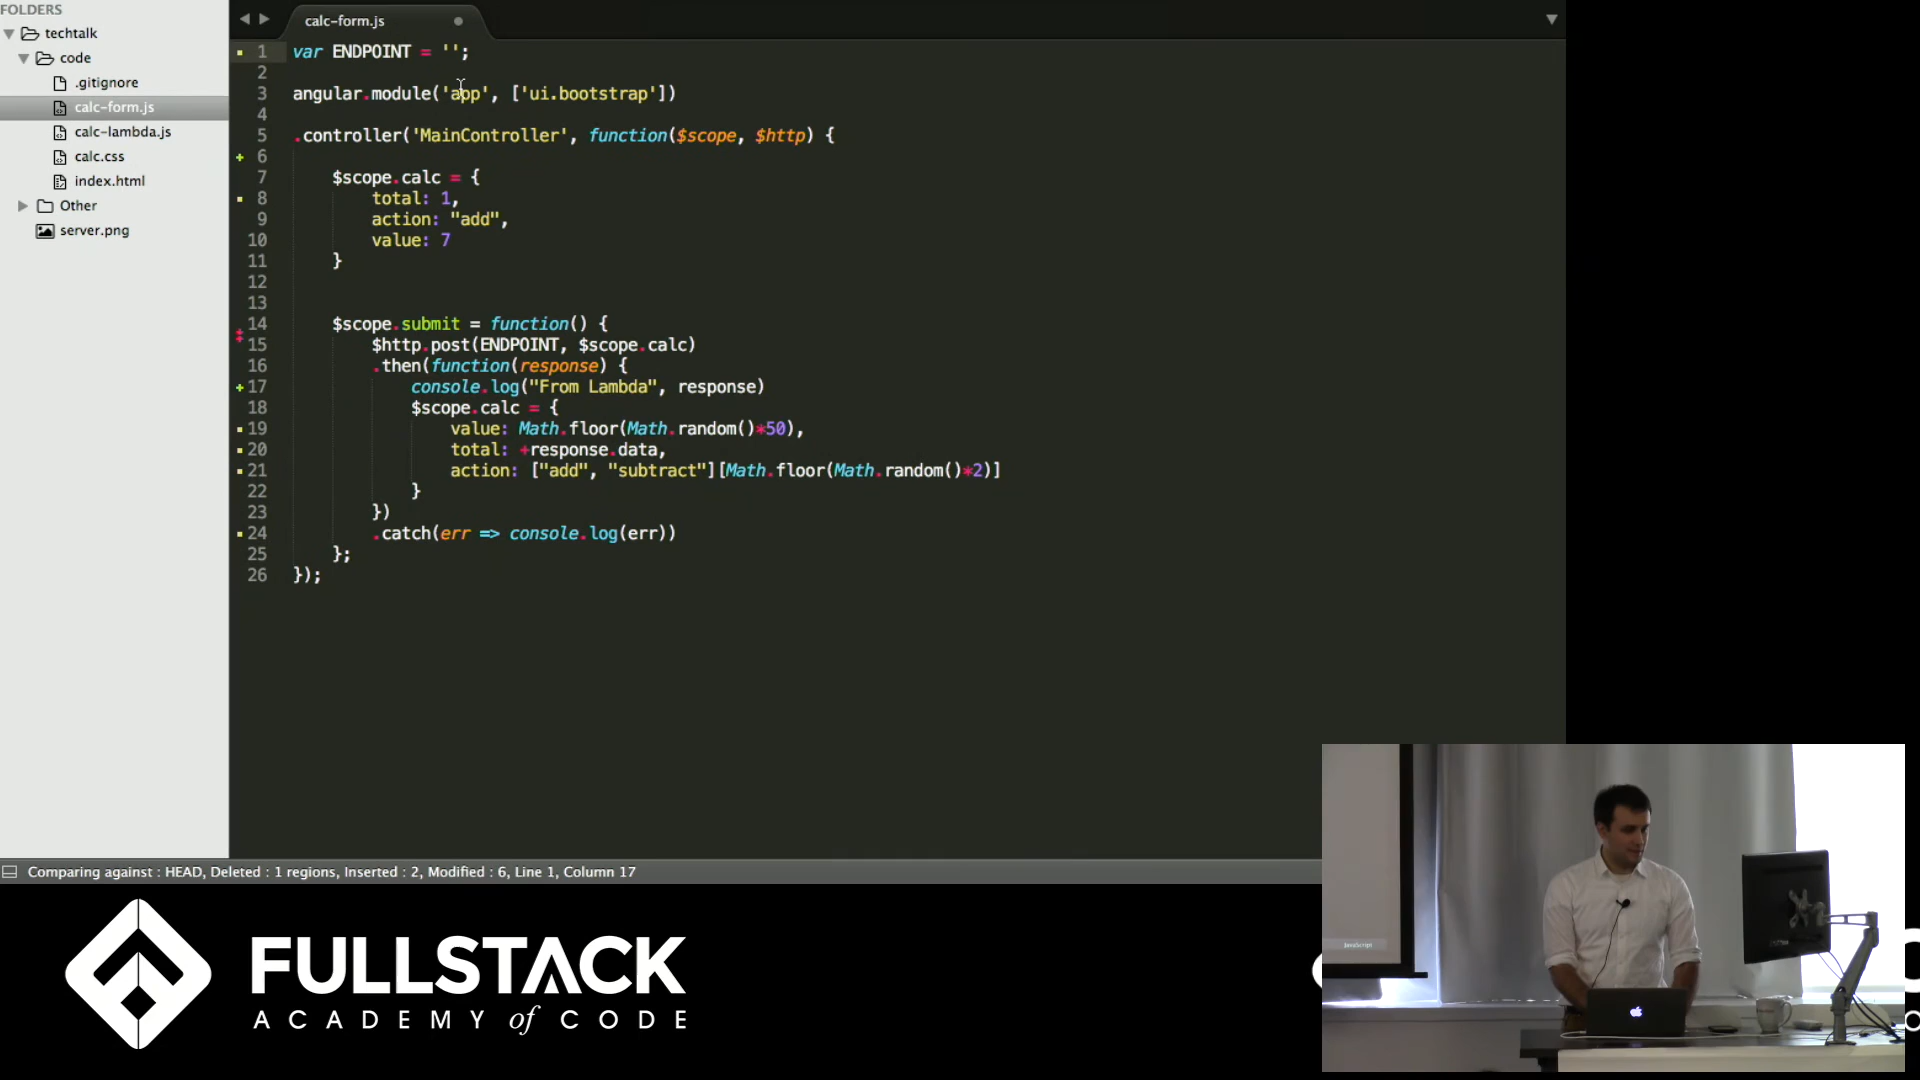 FOLDERS
techtalk
code
.gitignore
calc-form.js
calc-lambda.js
calc.css
index.html
Other
server.png
calc-form.js
1 var ENDPOINT = '';
2
3 angular.module('app', ['ui.bootstrap'])
4
5 .controller('MainController', function($scope, $http) {
6
7 $scope.calc = {
8 total: 1,
9 action: "add",
10 value: 7
11 }
12
13
14 $scope.submit = function() {
15 $http.post(ENDPOINT, $scope.calc)
16 .then(function(response) {
17 console.log("From Lambda", response)
18 $scope.calc = {
19 value: Math.floor(Math.random()*50),
20 total: +response.data,
21 action: ["add", "subtract"][Math.floor(Math.random()*2)]
22 }
23 })
24 .catch(err => console.log(err))
25 };
26 });
Comparing against : HEAD, Deleted : 1 regions, Inserted : 2, Modified : 6, Line 1, Column 17
FULLSTACK
ACADEMY of CODE
JavaScript